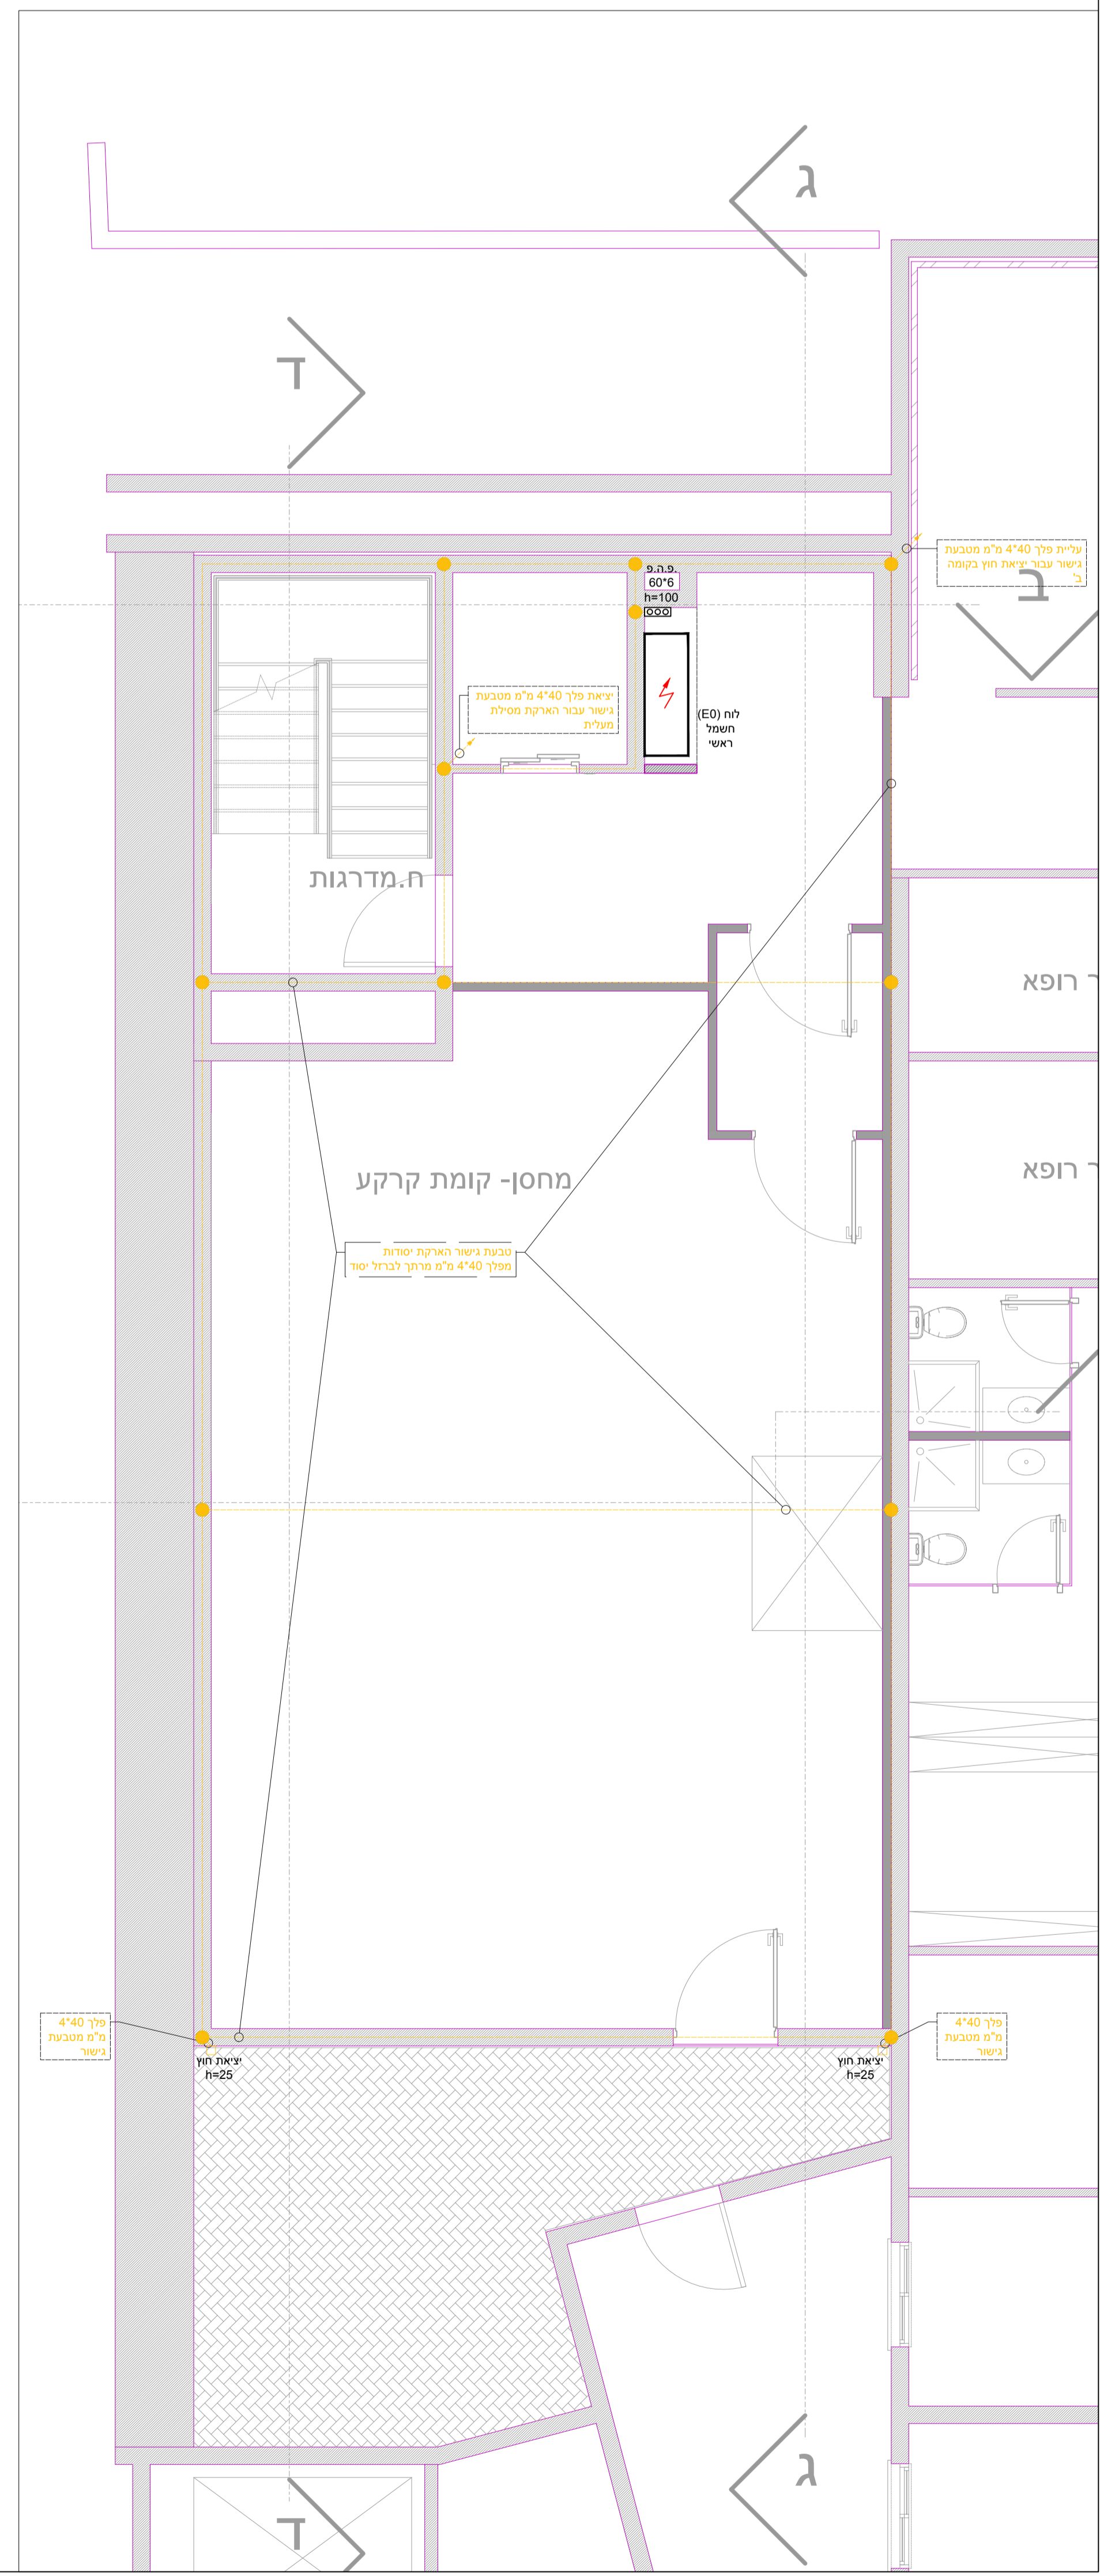 ג
ד
עליית פלך 40*4 מ"מ מטבעת
גישור עבור יציאת חוץ בקומה
ב'
ב
פ.ה.פ.
60*6
h=100
יציאת פלך 40*4 מ"מ מטבעת
גישור עבור הארקת מסילת
מעלית
לוח (E0)
חשמל
ראשי
ח.מדרגות
ר רופא
מחסן- קומת קרקע
ר רופא
טבעת גישור הארקת יסודות
מפלך 40*4 מ"מ מרתך לברזל יסוד
פלך 40*4
מ"מ מטבעת
גישור
יציאת חוץ
h=25
פלך 40*4
מ"מ מטבעת
גישור
יציאת חוץ
h=25
ג
ד